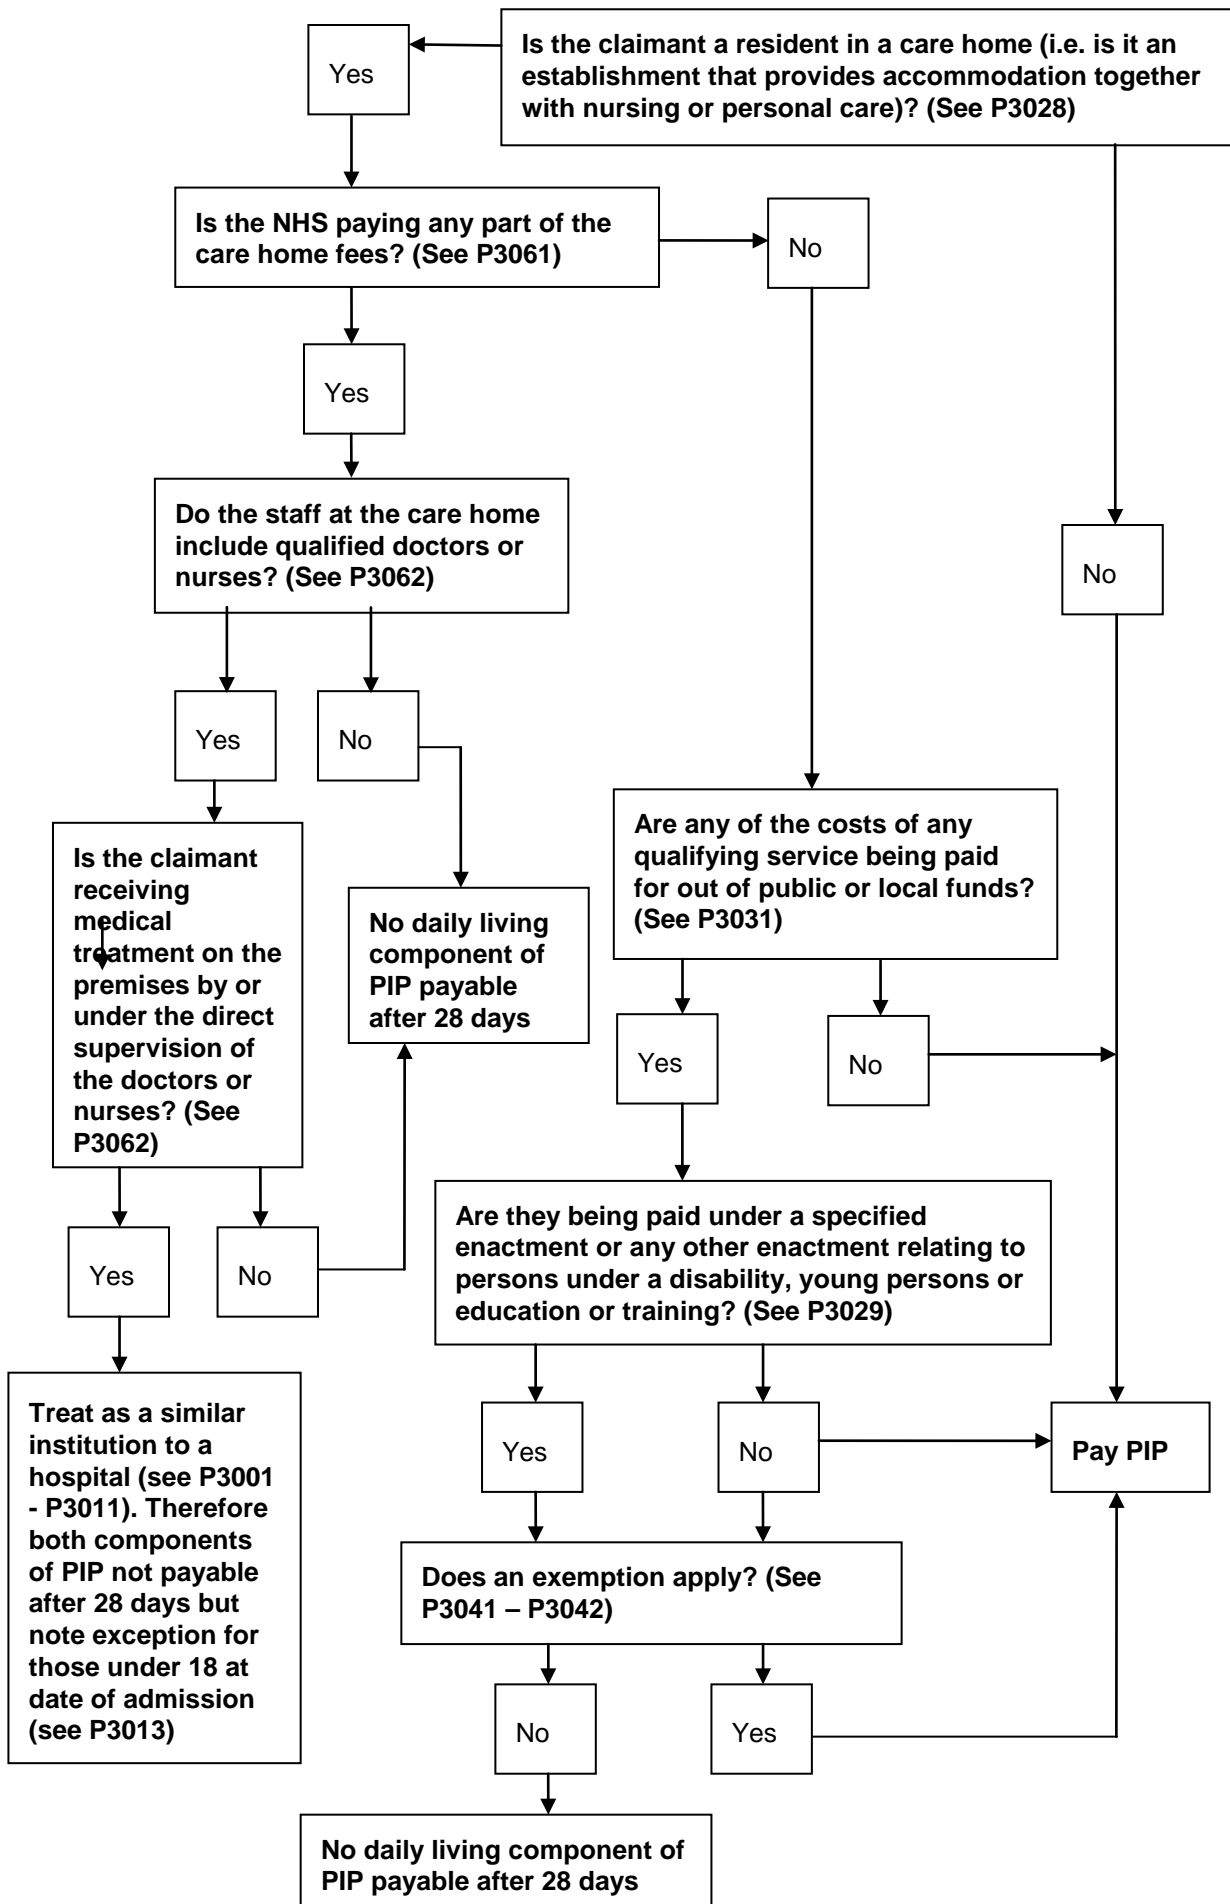 Is the claimant a resident in a care home (i.e. is it an
establishment that provides accommodation together
with nursing or personal care)? (See P3028)
Yes
Is the NHS paying any part of the
care home fees? (See P3061)
No
Yes
Do the staff at the care home
include qualified doctors or
nurses? (See P3062)
No
Yes
No
Are any of the costs of any
qualifying service being paid
for out of public or local funds?
(See P3031)
Is the claimant
receiving
medical
treatment on the
premises by or
under the direct
supervision of
the doctors or
nurses? (See
P3062)
No daily living
component of
PIP payable
after 28 days
Yes
No
Are they being paid under a specified
enactment or any other enactment relating to
persons under a disability, young persons or
education or training? (See P3029)
Yes
No
Treat as a similar
institution to a
hospital (see P3001
- P3011). Therefore
both components
of PIP not payable
after 28 days but
note exception for
those under 18 at
date of admission
(see P3013)
Yes
No
Pay PIP
Does an exemption apply? (See
P3041 – P3042)
No
Yes
No daily living component of
PIP payable after 28 days